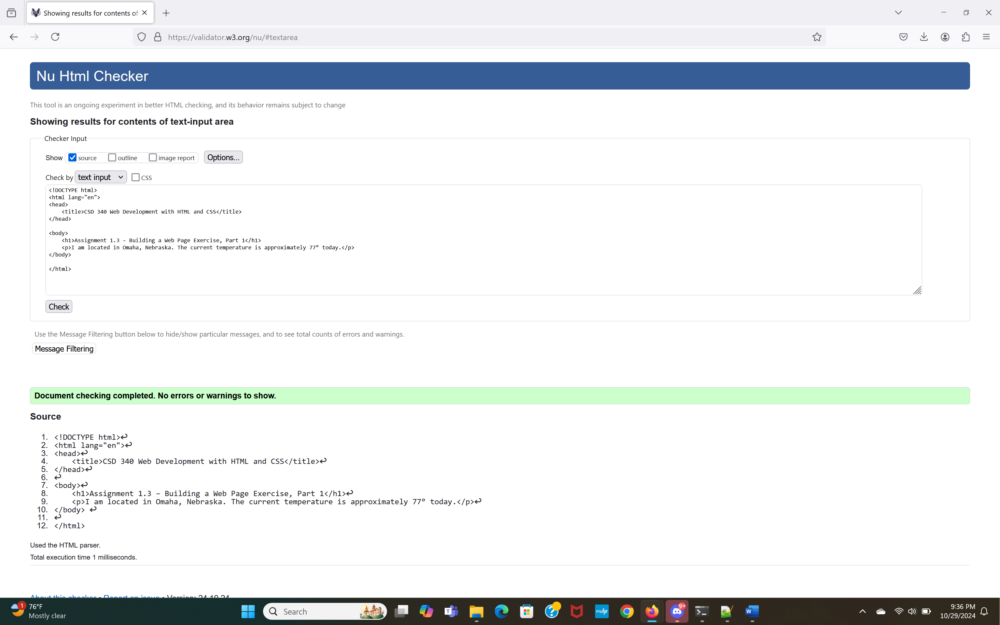 Showing results for contents of
https://validator.w3.org/nu/#textarea
Nu Html Checker
This tool is an ongoing experiment in better HTML checking, and its behavior remains subject to change
Showing results for contents of text-input area
Checker Input
Show source outline image report Options...
Check by text input CSS
<!DOCTYPE html>
<html lang="en">
<head>
    <title>CSD 340 Web Development with HTML and CSS</title>
</head>
<body>
    <h1>Assignment 1.3 – Building a Web Page Exercise, Part 1</h1>
    <p>I am located in Omaha, Nebraska. The current temperature is approximately 77º today.</p>
</body>
</html>
Check
Use the Message Filtering button below to hide/show particular messages, and to see total counts of errors and warnings.
Message Filtering
Document checking completed. No errors or warnings to show.
Source
1. <!DOCTYPE html>↩
2. <html lang="en">↩
3. <head>↩
4.     <title>CSD 340 Web Development with HTML and CSS</title>↩
5. </head>↩
6. ↩
7. <body>↩
8.     <h1>Assignment 1.3 – Building a Web Page Exercise, Part 1</h1>↩
9.     <p>I am located in Omaha, Nebraska. The current temperature is approximately 77º today.</p>↩
10. </body> ↩
11. ↩
12. </html>
Used the HTML parser.
Total execution time 1 milliseconds.
About this checker • Report an issue • Version: 24.10.24
1
76°F
Mostly clear
Search
myhp
9+
9:36 PM
10/29/2024